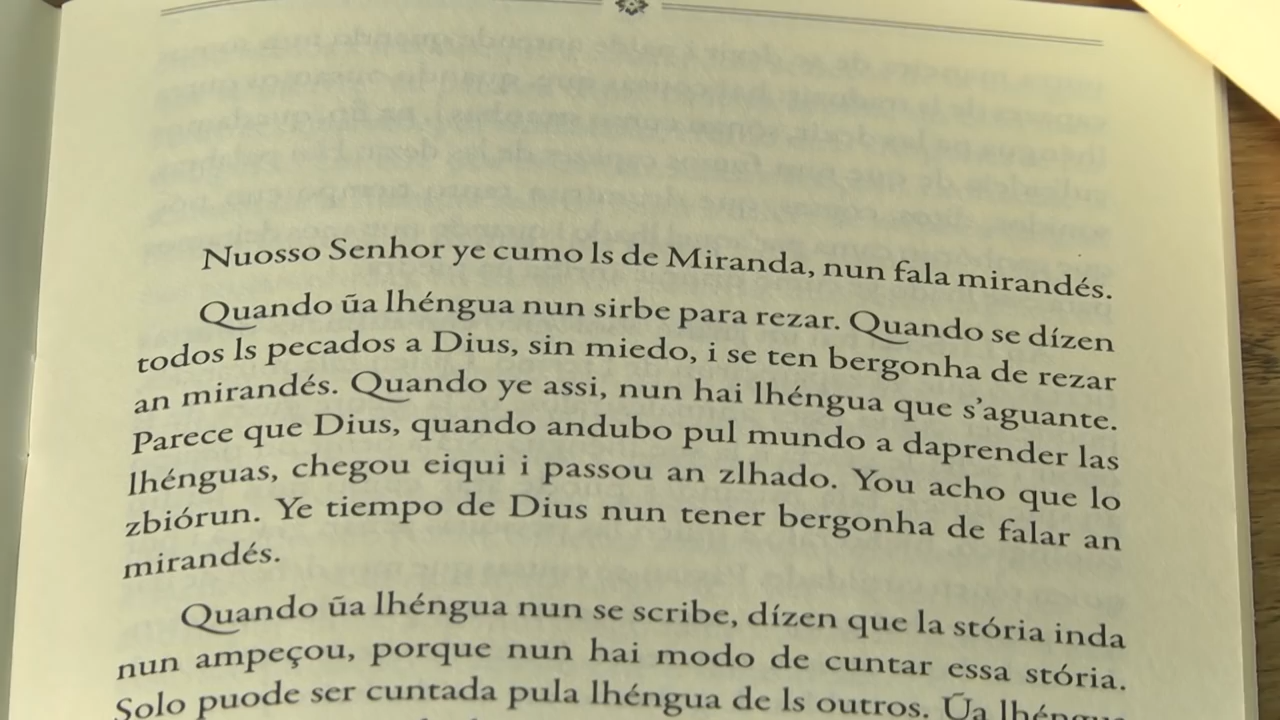 Nuosso Senhor ye cumo ls de Miranda, nun fala mirandés.
Quando ũa lhéngua nun sirbe para rezar. Quando se dízen
todos ls pecados a Dius, sin miedo, i se ten bergonha de rezar
an mirandés. Quando ye assi, nun hai lhéngua que s'aguante.
Parece que Dius, quando andubo pul mundo a daprender las
lhénguas, chegou eiqui i passou an zlhado. You acho que lo
zbiórun. Ye tiempo de Dius nun tener bergonha de falar an
mirandés.
Quando ũa lhéngua nun se scribe, dízen que la stória inda
nun ampeçou, porque nun hai modo de cuntar essa stória.
Solo puode ser cuntada pula lhéngua de ls outros. Ũa lhéngua